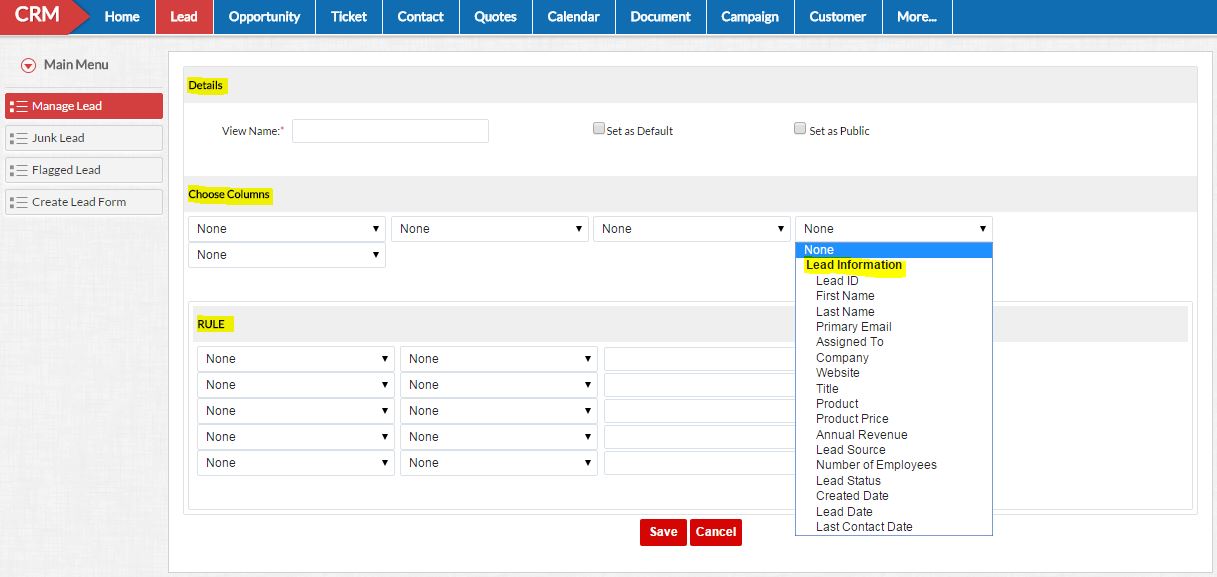 CRM Home Lead Opportunity Ticket Contact Quotes Calendar Document Campaign Customer More...
Main Menu
Manage Lead
Junk Lead
Flagged Lead
Create Lead Form
Details
View Name:* Set as Default Set as Public
Choose Columns
None None None None
None
None
Lead Information
Lead ID
First Name
Last Name
Primary Email
Assigned To
Company
Website
Title
Product
Product Price
Annual Revenue
Lead Source
Number of Employees
Lead Status
Created Date
Lead Date
Last Contact Date
RULE
None None
None None
None None
None None
None None
Save Cancel